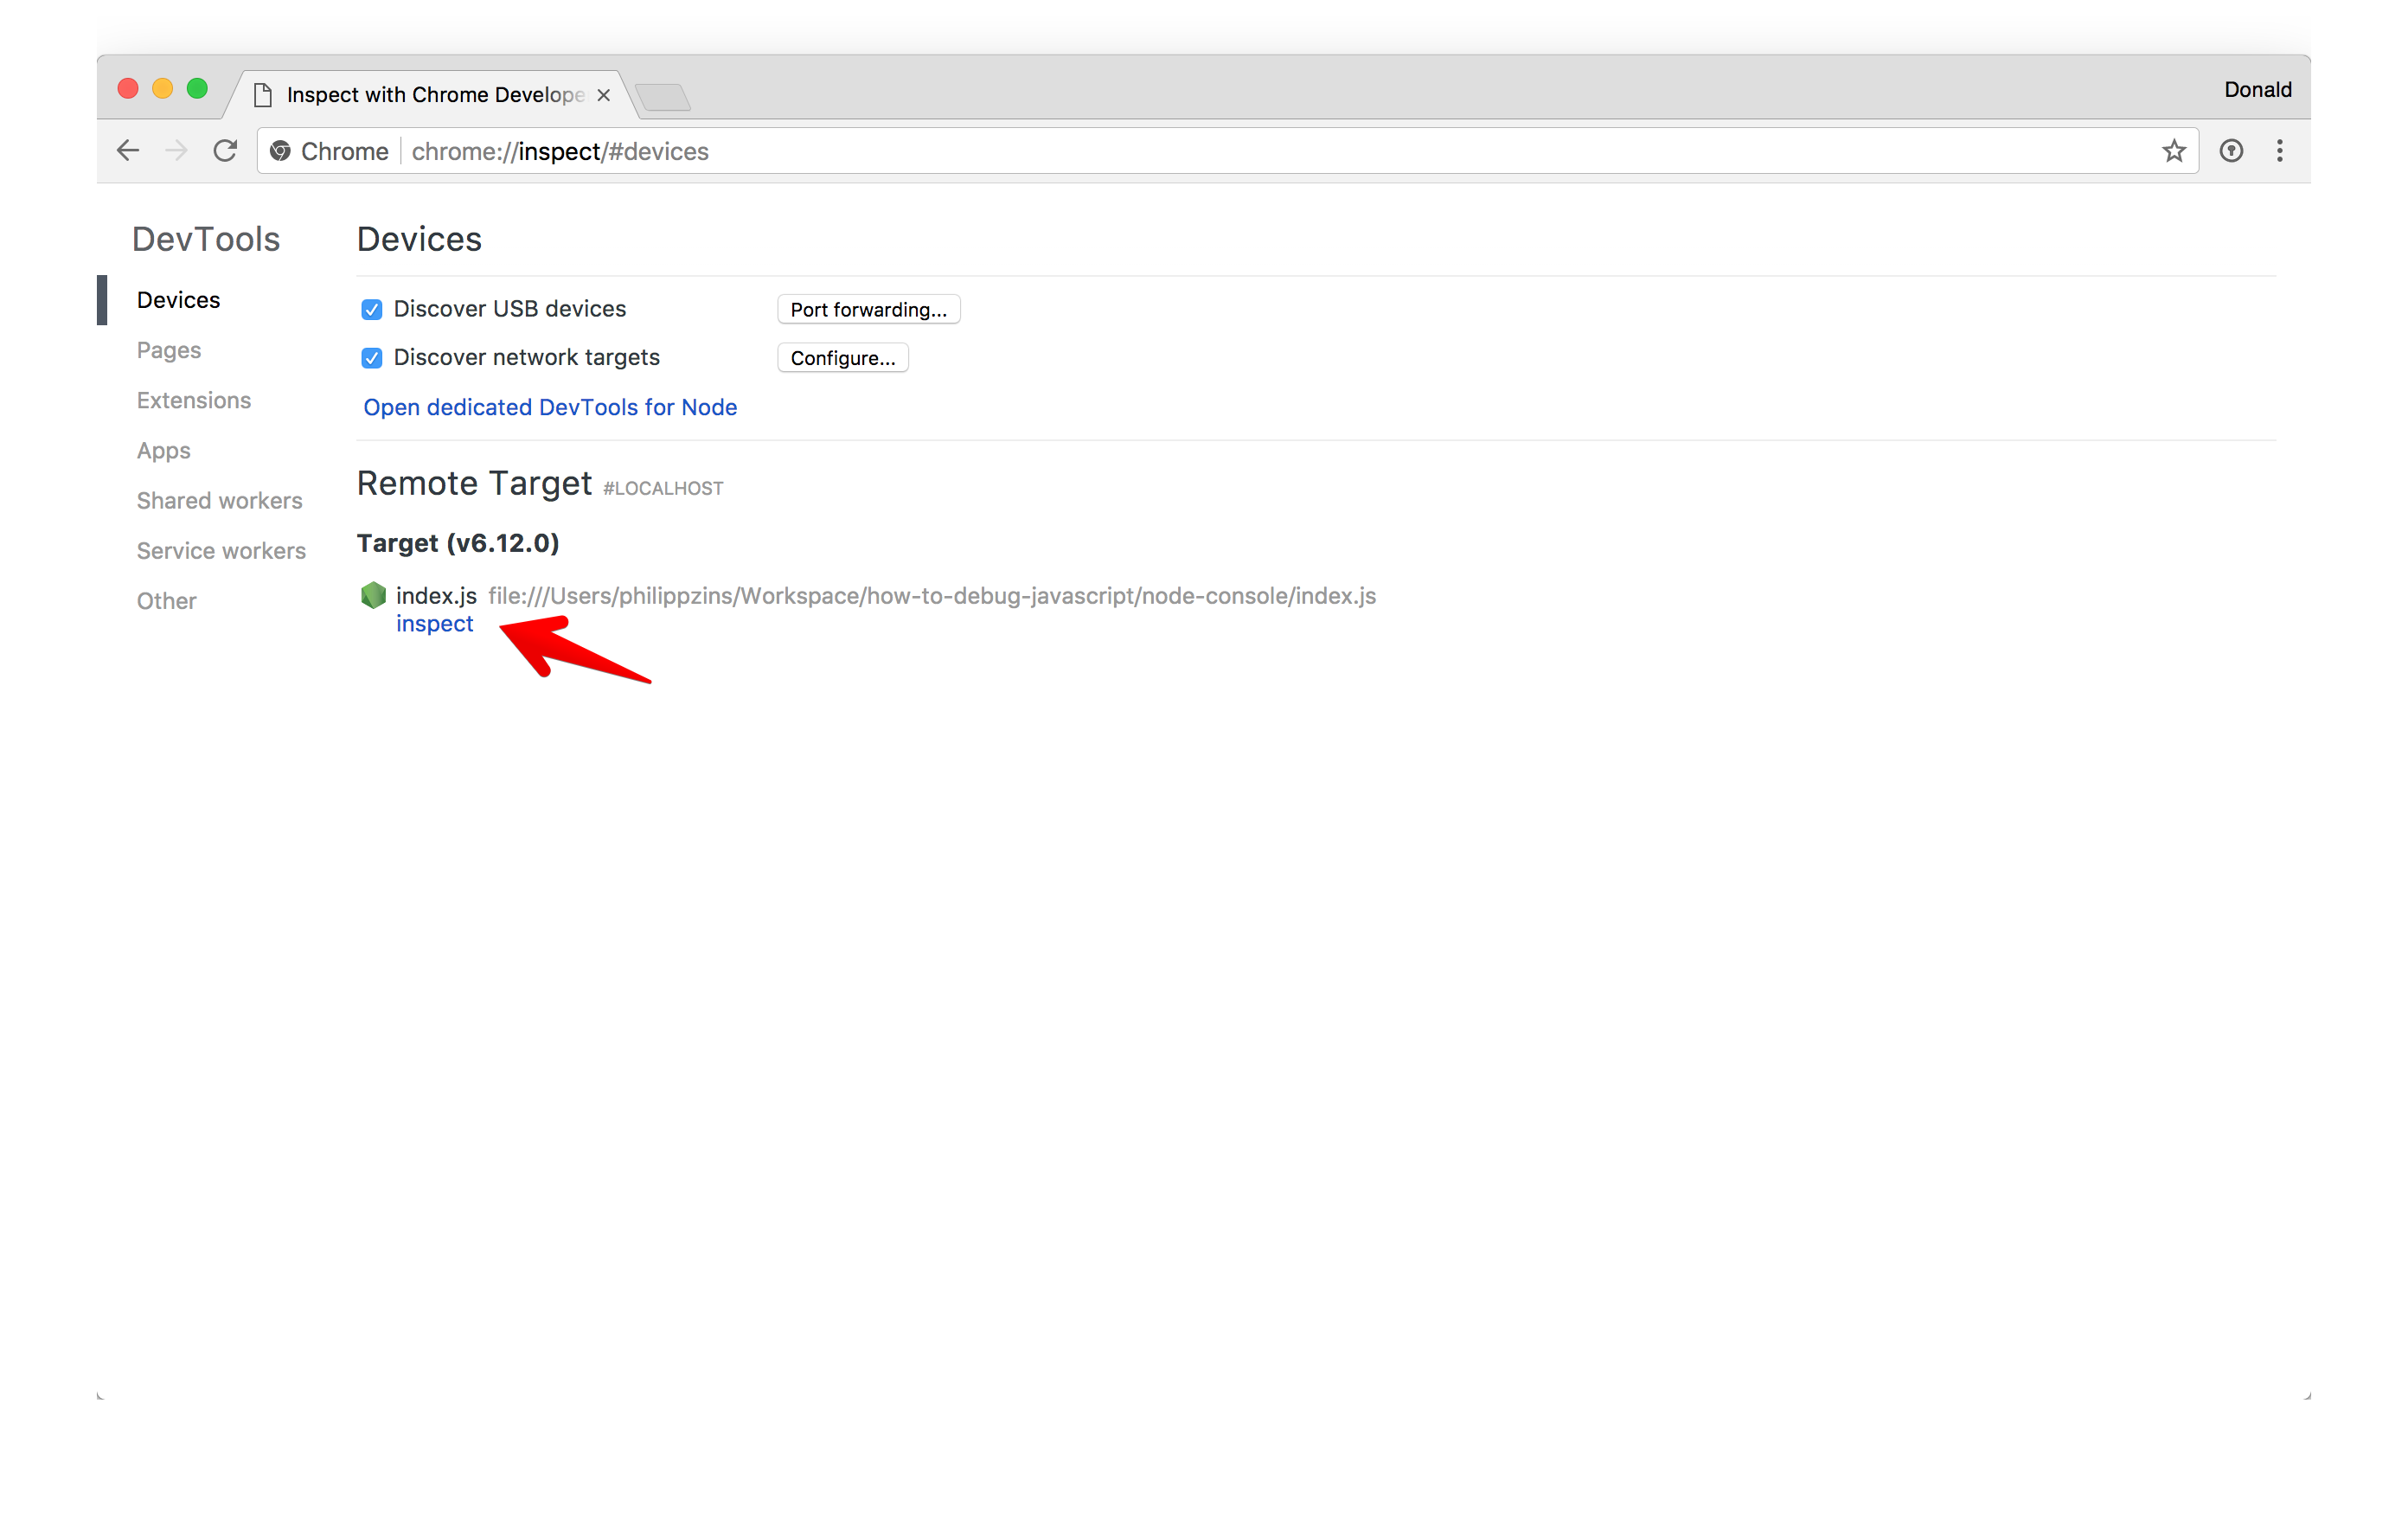 Inspect with Chrome Develope
Donald
Chrome chrome://inspect/#devices
DevTools
Devices
Pages
Extensions
Apps
Shared workers
Service workers
Other
Devices
Discover USB devices Port forwarding...
Discover network targets Configure...
Open dedicated DevTools for Node
Remote Target #LOCALHOST
Target (v6.12.0)
index.js file:///Users/philippzins/Workspace/how-to-debug-javascript/node-console/index.js
inspect